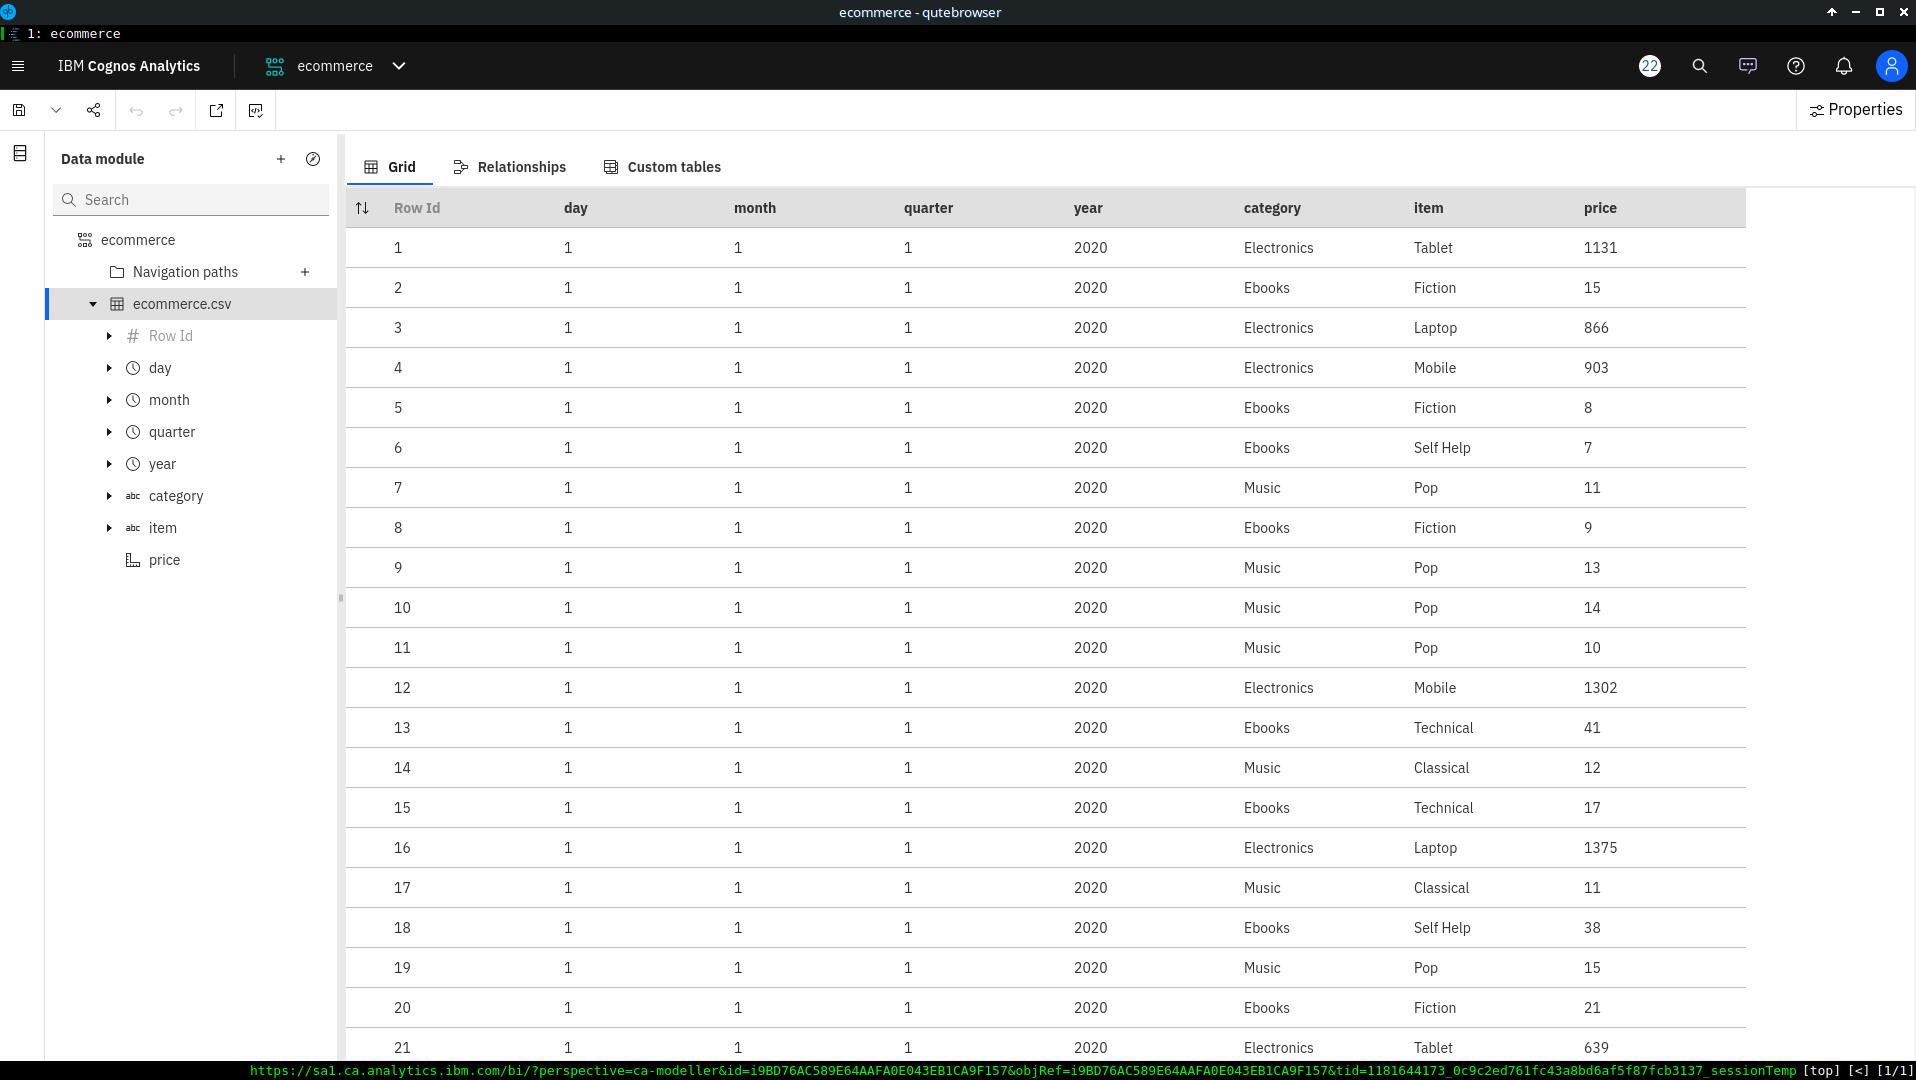 ecommerce - qutebrowser
1: ecommerce
IBM Cognos Analytics
ecommerce
22
Properties
Data module
Search
ecommerce
Navigation paths
ecommerce.csv
Row Id
day
month
quarter
year
abc category
abc item
price
Grid Relationships Custom tables
Row Id day month quarter year category item price
1 1 1 1 2020 Electronics Tablet 1131
2 1 1 1 2020 Ebooks Fiction 15
3 1 1 1 2020 Electronics Laptop 866
4 1 1 1 2020 Electronics Mobile 903
5 1 1 1 2020 Ebooks Fiction 8
6 1 1 1 2020 Ebooks Self Help 7
7 1 1 1 2020 Music Pop 11
8 1 1 1 2020 Ebooks Fiction 9
9 1 1 1 2020 Music Pop 13
10 1 1 1 2020 Music Pop 14
11 1 1 1 2020 Music Pop 10
12 1 1 1 2020 Electronics Mobile 1302
13 1 1 1 2020 Ebooks Technical 41
14 1 1 1 2020 Music Classical 12
15 1 1 1 2020 Ebooks Technical 17
16 1 1 1 2020 Electronics Laptop 1375
17 1 1 1 2020 Music Classical 11
18 1 1 1 2020 Ebooks Self Help 38
19 1 1 1 2020 Music Pop 15
20 1 1 1 2020 Ebooks Fiction 21
21 1 1 1 2020 Electronics Tablet 639
https://sa1.ca.analytics.ibm.com/bi/?perspective=ca-modeller&id=i9BD76AC589E64AAFA0E043EB1CA9F157&objRef=i9BD76AC589E64AAFA0E043EB1CA9F157&tid=1181644173_0c9c2ed761fc43a8bd6af5f87fcb3137_sessionTemp [top] [<] [1/1]